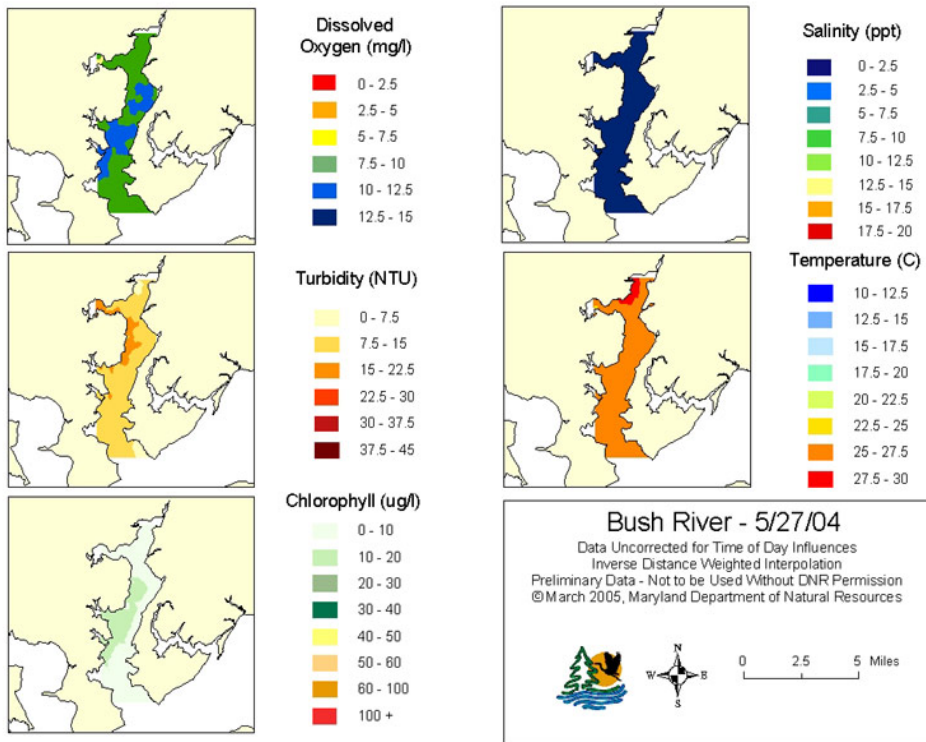 Dissolved
Oxygen (mg/l)
0 - 2.5
2.5 - 5
5 - 7.5
7.5 - 10
10 - 12.5
12.5 - 15
Salinity (ppt)
0 - 2.5
2.5 - 5
5 - 7.5
7.5 - 10
10 - 12.5
12.5 - 15
15 - 17.5
17.5 - 20
Turbidity (NTU)
0 - 7.5
7.5 - 15
15 - 22.5
22.5 - 30
30 - 37.5
37.5 - 45
Temperature (C)
10 - 12.5
12.5 - 15
15 - 17.5
17.5 - 20
20 - 22.5
22.5 - 25
25 - 27.5
27.5 - 30
Chlorophyll (ug/l)
0 - 10
10 - 20
20 - 30
30 - 40
40 - 50
50 - 60
60 - 100
100 +
Bush River - 5/27/04
Data Uncorrected for Time of Day Influences
Inverse Distance Weighted Interpolation
Preliminary Data - Not to be Used Without DNR Permission
© March 2005, Maryland Department of Natural Resources
N
W E
S
0 2.5 5 Miles